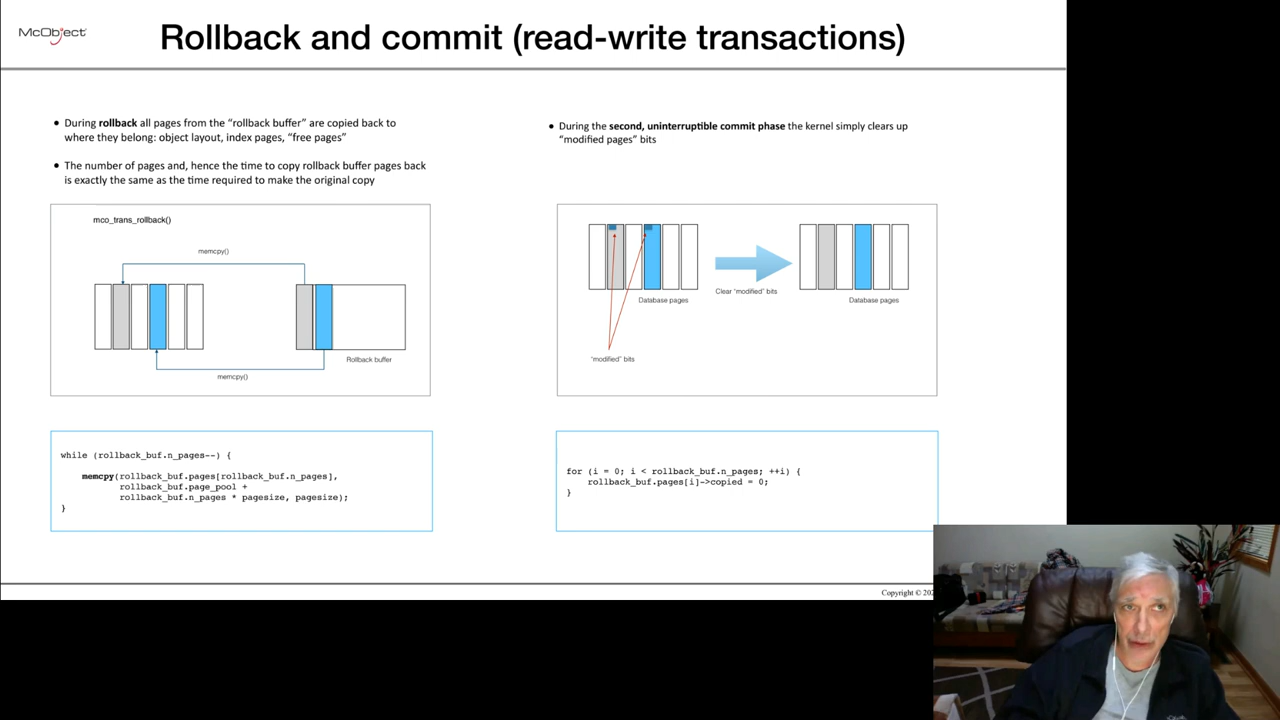 McObject
Rollback and commit (read-write transactions)
• During rollback all pages from the “rollback buffer” are copied back to
where they belong: object layout, index pages, “free pages”
• The number of pages and, hence the time to copy rollback buffer pages back
is exactly the same as the time required to make the original copy
mco_trans_rollback()
memcpy()
Rollback buffer
memcpy()
while (rollback_buf.n_pages--) {
memcpy(rollback_buf.pages[rollback_buf.n_pages],
rollback_buf.page_pool +
rollback_buf.n_pages * pagesize, pagesize);
}
• During the second, uninterruptible commit phase the kernel simply clears up
“modified pages” bits
Clear “modified” bits
Database pages
Database pages
“modified” bits
for (i = 0; i < rollback_buf.n_pages; ++i) {
rollback_buf.pages[i]->copied = 0;
}
Copyright ©